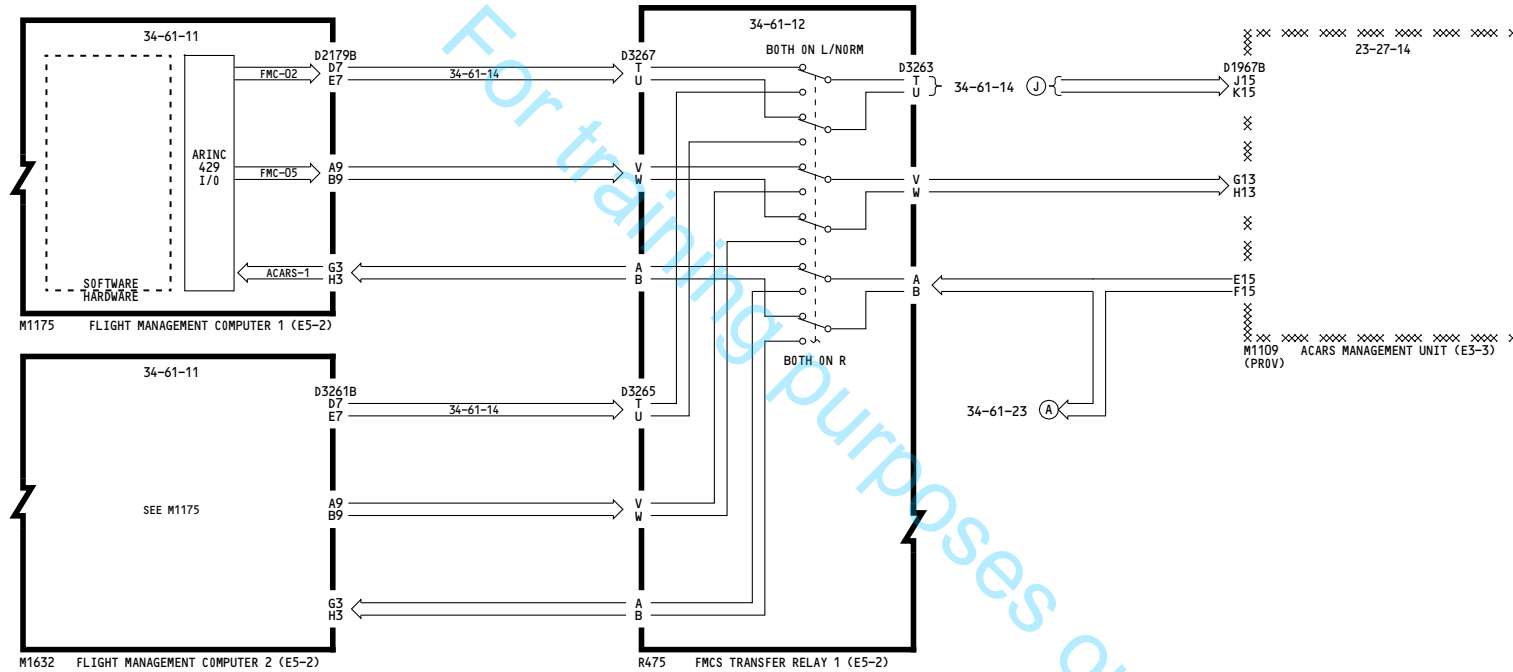 34-61-11
D2179B
FMC-02
D7
E7
34-61-14
ARINC
429
I/O
FMC-05
A9
B9
ACARS-1
G3
H3
SOFTWARE
HARDWARE
M1175 FLIGHT MANAGEMENT COMPUTER 1 (E5-2)
34-61-11
D3261B
D7
E7
34-61-14
SEE M1175
A9
B9
G3
H3
M1632 FLIGHT MANAGEMENT COMPUTER 2 (E5-2)
34-61-12
BOTH ON L/NORM
D3267
T
U
V
W
A
B
D3265
T
U
V
W
A
B
BOTH ON R
D3263
T
U
V
W
A
B
R475 FMCS TRANSFER RELAY 1 (E5-2)
34-61-14 J
34-61-23 A
23-27-14
D1967B
J15
K15
G13
H13
E15
F15
M1109 ACARS MANAGEMENT UNIT (E3-3)
(PROV)
For training purposes